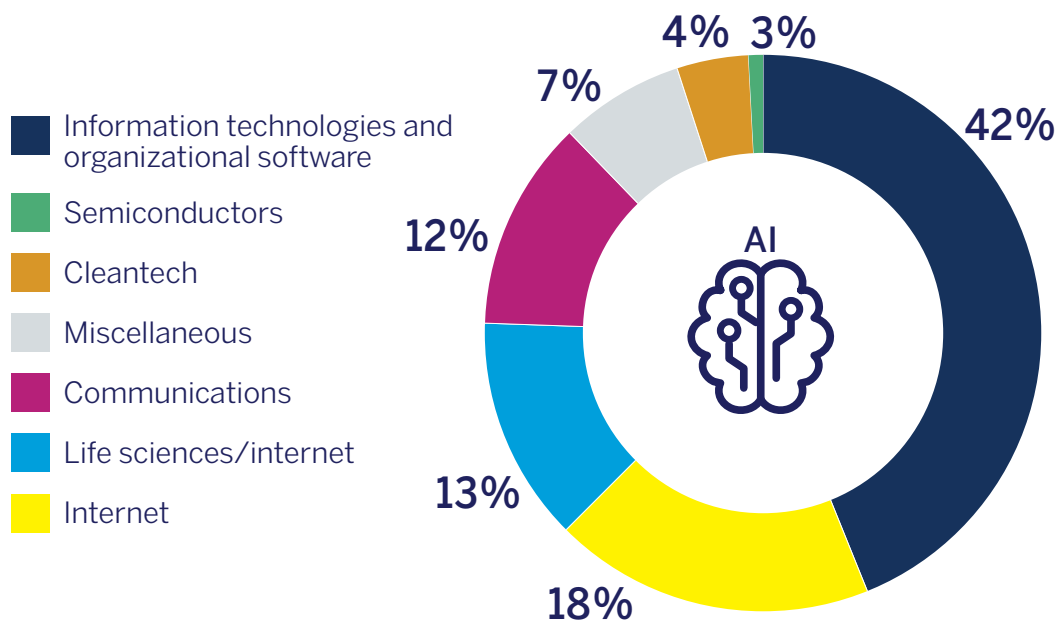 4%
3%
7%
42%
Information technologies and
organizational software
Semiconductors
12%
AI
Cleantech
Miscellaneous
Communications
Life sciences/internet
13%
Internet
18%